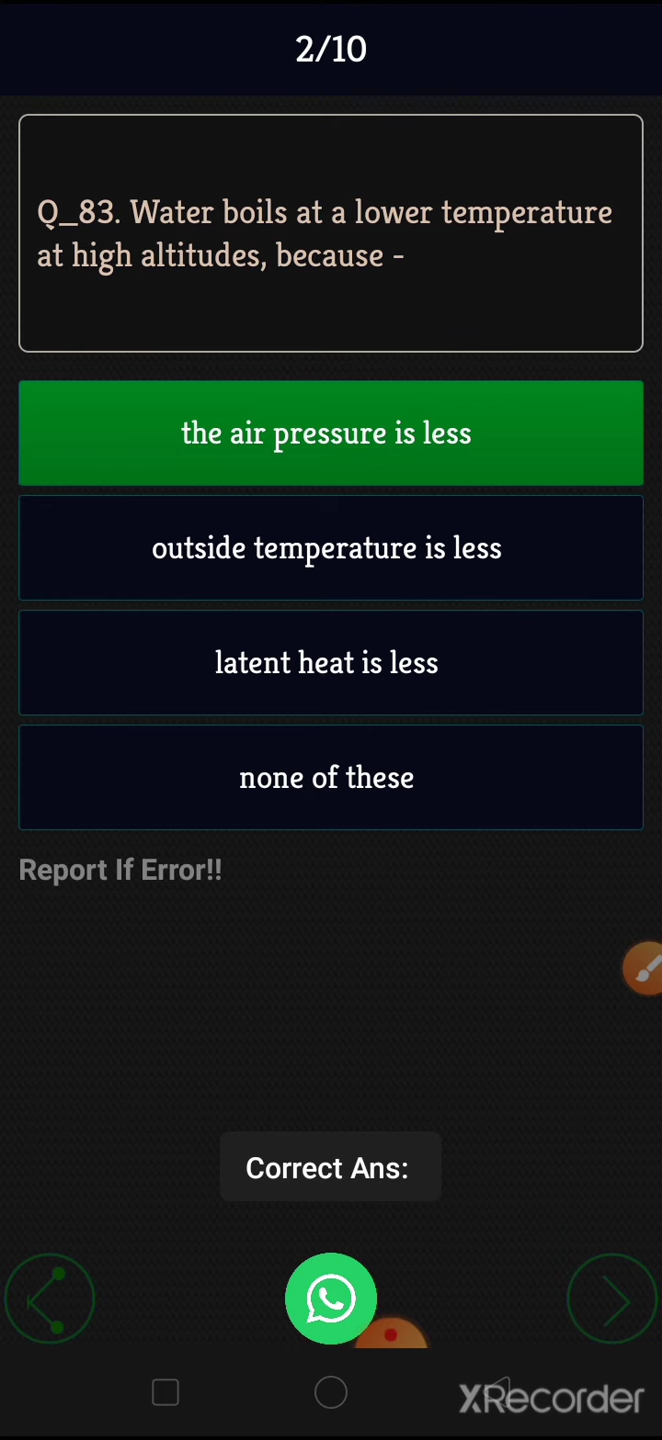 2/10
Q_83. Water boils at a lower temperature
at high altitudes, because -
the air pressure is less
outside temperature is less
latent heat is less
none of these
Report If Error!!
Correct Ans:
XRecorder